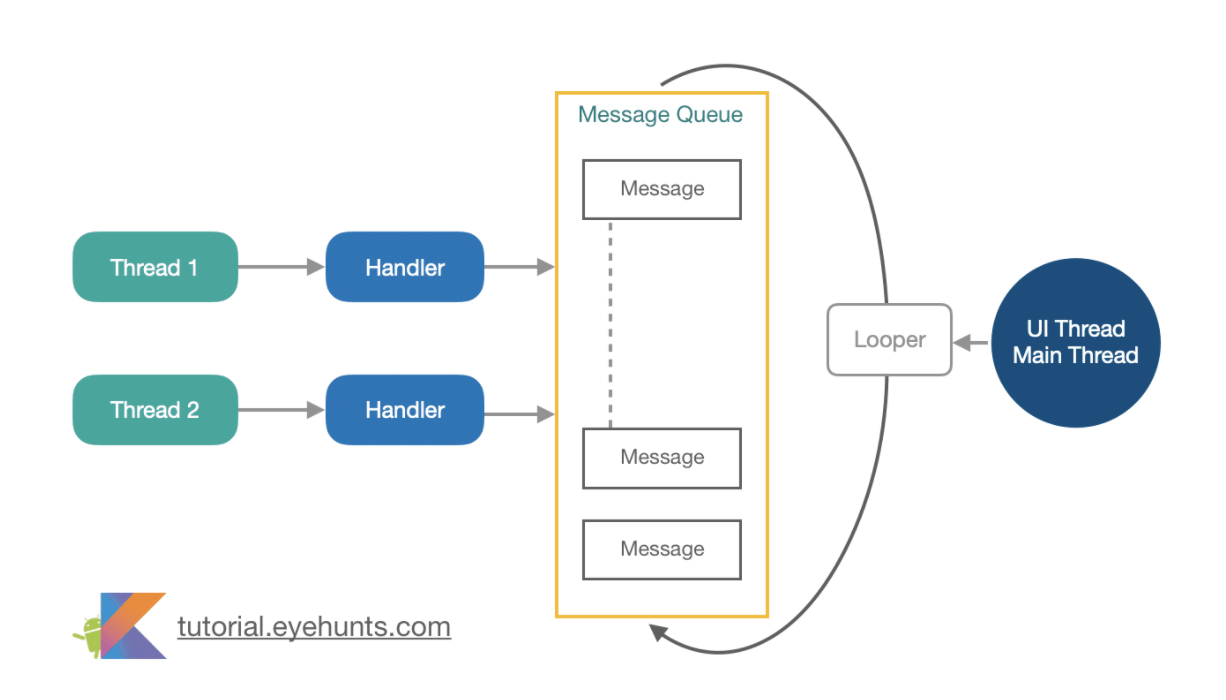 Message Queue
Message
Thread 1
Handler
Looper
UI Thread
Main Thread
Thread 2
Handler
Message
Message
tutorial.eyehunts.com